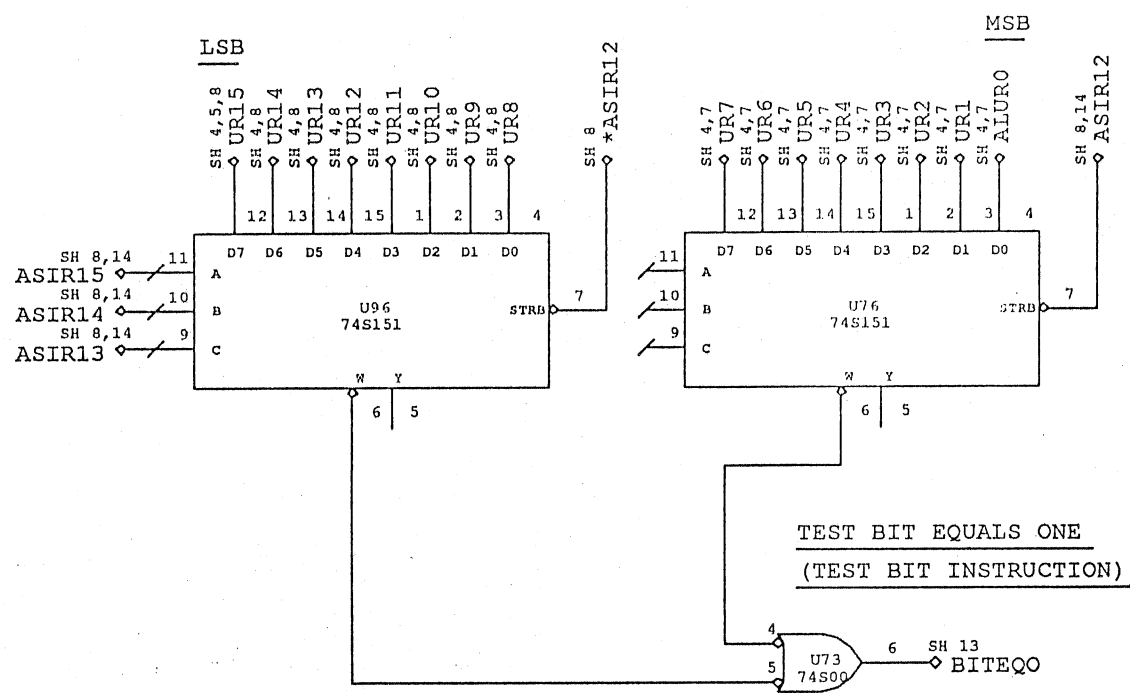 LSB
MSB
SH 4,5,8 UR15
SH 4,8 UR14
SH 4,8 UR13
SH 4,8 UR12
SH 4,8 UR11
SH 4,8 UR10
SH 4,8 UR9
SH 4,8 UR8
SH 8 *ASIR12
SH 4,7 UR7
SH 4,7 UR6
SH 4,7 UR5
SH 4,7 UR4
SH 4,7 UR3
SH 4,7 UR2
SH 4,7 UR1
SH 4,7 ALUR0
SH 8,14 ASIR12
12 13 14 15 1 2 3 4
12 13 14 15 1 2 3 4
D7 D6 D5 D4 D3 D2 D1 D0
D7 D6 D5 D4 D3 D2 D1 D0
SH 8,14
ASIR15 11 A
SH 8,14
ASIR14 10 B
SH 8,14
ASIR13 9 C
U96
74S151
STRB 7
W Y
6 5
11 A
10 B
9 C
U76
74S151
STRB 7
W Y
6 5
TEST BIT EQUALS ONE
(TEST BIT INSTRUCTION)
4
5
U73
74S00
6
SH 13
BITEQO